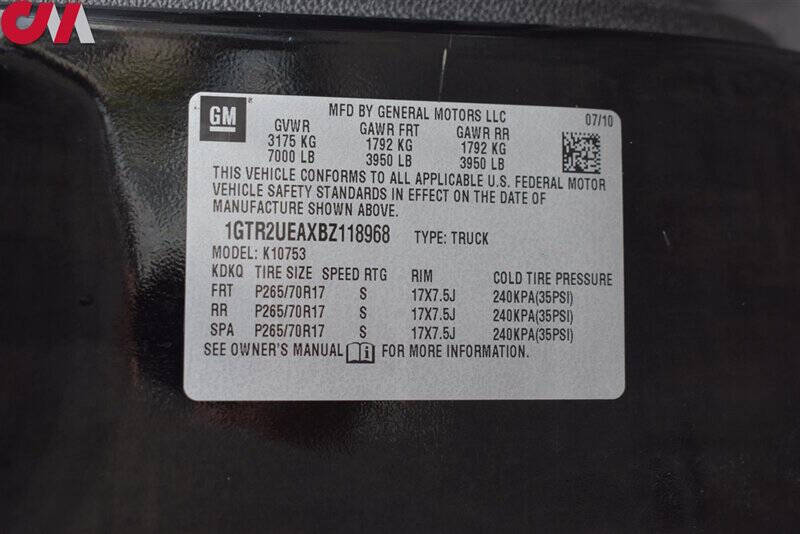 CM
GM
MFD BY GENERAL MOTORS LLC 07/10
GVWR GAWR FRT GAWR RR
3175 KG 1792 KG 1792 KG
7000 LB 3950 LB 3950 LB
THIS VEHICLE CONFORMS TO ALL APPLICABLE U.S. FEDERAL MOTOR
VEHICLE SAFETY STANDARDS IN EFFECT ON THE DATE OF
MANUFACTURE SHOWN ABOVE.
1GTR2UEAXBZ118968 TYPE: TRUCK
MODEL: K10753
KDKQ TIRE SIZE SPEED RTG RIM COLD TIRE PRESSURE
FRT P265/70R17 S 17X7.5J 240KPA(35PSI)
RR P265/70R17 S 17X7.5J 240KPA(35PSI)
SPA P265/70R17 S 17X7.5J 240KPA(35PSI)
SEE OWNER'S MANUAL i FOR MORE INFORMATION.